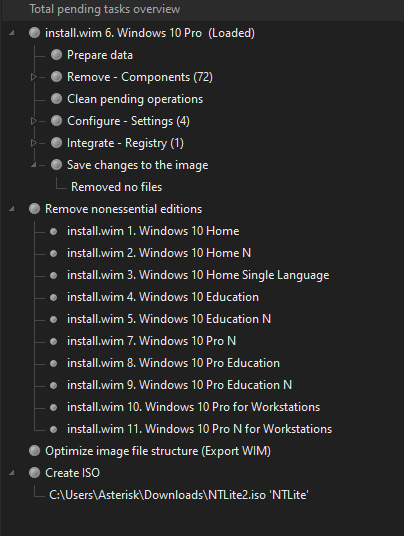 Total pending tasks overview
install.wim 6. Windows 10 Pro (Loaded)
Prepare data
Remove - Components (72)
Clean pending operations
Configure - Settings (4)
Integrate - Registry (1)
Save changes to the image
Removed no files
Remove nonessential editions
install.wim 1. Windows 10 Home
install.wim 2. Windows 10 Home N
install.wim 3. Windows 10 Home Single Language
install.wim 4. Windows 10 Education
install.wim 5. Windows 10 Education N
install.wim 7. Windows 10 Pro N
install.wim 8. Windows 10 Pro Education
install.wim 9. Windows 10 Pro Education N
install.wim 10. Windows 10 Pro for Workstations
install.wim 11. Windows 10 Pro N for Workstations
Optimize image file structure (Export WIM)
Create ISO
C:\Users\Asterisk\Downloads\NTLite2.iso 'NTLite'